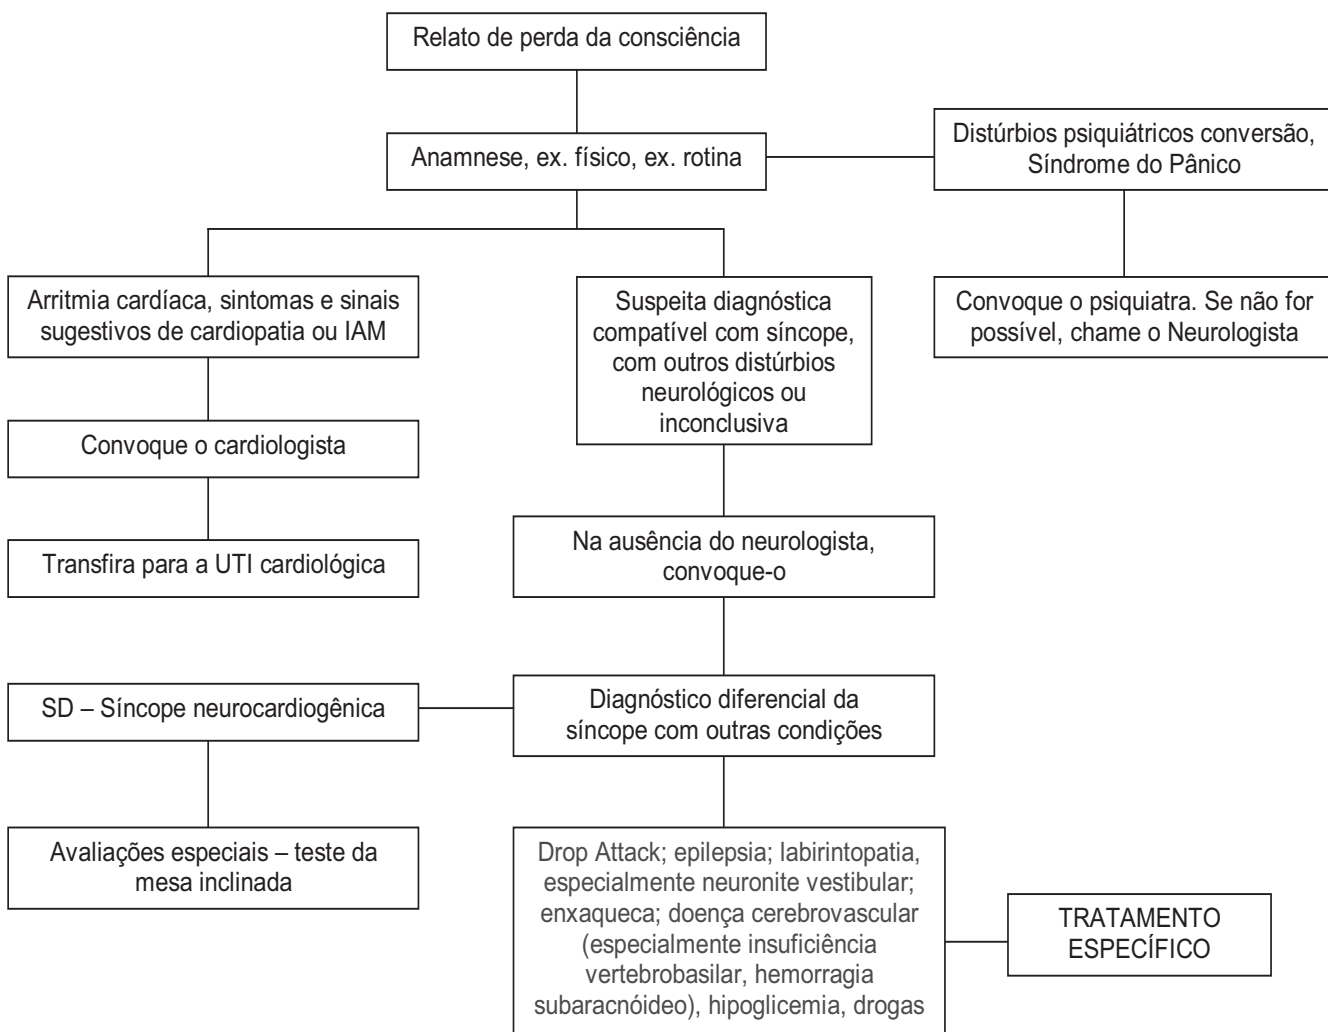 Relato de perda da consciência
Anamnese, ex. físico, ex. rotina
Distúrbios psiquiátricos conversão,
Síndrome do Pânico
Arritmia cardíaca, sintomas e sinais
sugestivos de cardiopatia ou IAM
Suspeita diagnóstica
compatível com síncope,
com outros distúrbios
neurológicos ou
inconclusiva
Convoque o psiquiatra. Se não for
possível, chame o Neurologista
Convoque o cardiologista
Transfira para a UTI cardiológica
Na ausência do neurologista,
convoque-o
SD – Síncope neurocardiogênica
Diagnóstico diferencial da
síncope com outras condições
Avaliações especiais – teste da
mesa inclinada
Drop Attack; epilepsia; labirintopatia,
especialmente neuronite vestibular;
enxaqueca; doença cerebrovascular
(especialmente insuficiência
vertebrobasilar, hemorragia
subaracnóideo), hipoglicemia, drogas
TRATAMENTO
ESPECÍFICO